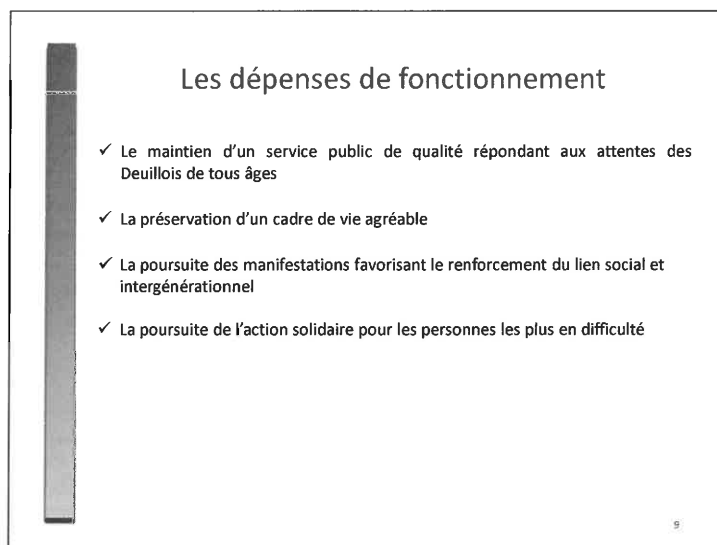 Les dépenses de fonctionnement
✓ Le maintien d'un service public de qualité répondant aux attentes des
Deuillois de tous âges
✓ La préservation d'un cadre de vie agréable
✓ La poursuite des manifestations favorisant le renforcement du lien social et
intergénérationnel
✓ La poursuite de l'action solidaire pour les personnes les plus en difficulté
9